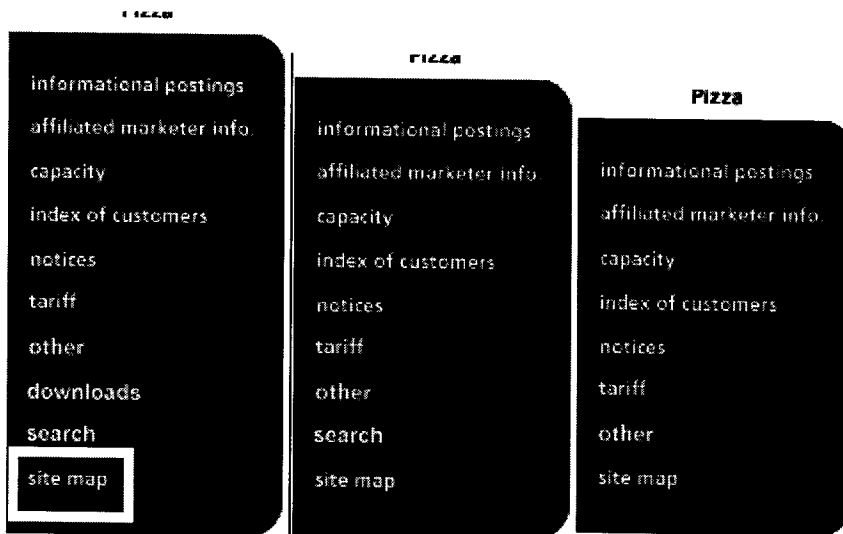 Pizza
informational postings
affiliated marketer info.
capacity
index of customers
notices
tariff
other
downloads
search
site map
Pizza
informational postings
affiliated marketer info.
capacity
index of customers
notices
tariff
other
search
site map
Pizza
informational postings
affiliated marketer info.
capacity
index of customers
notices
tariff
other
site map